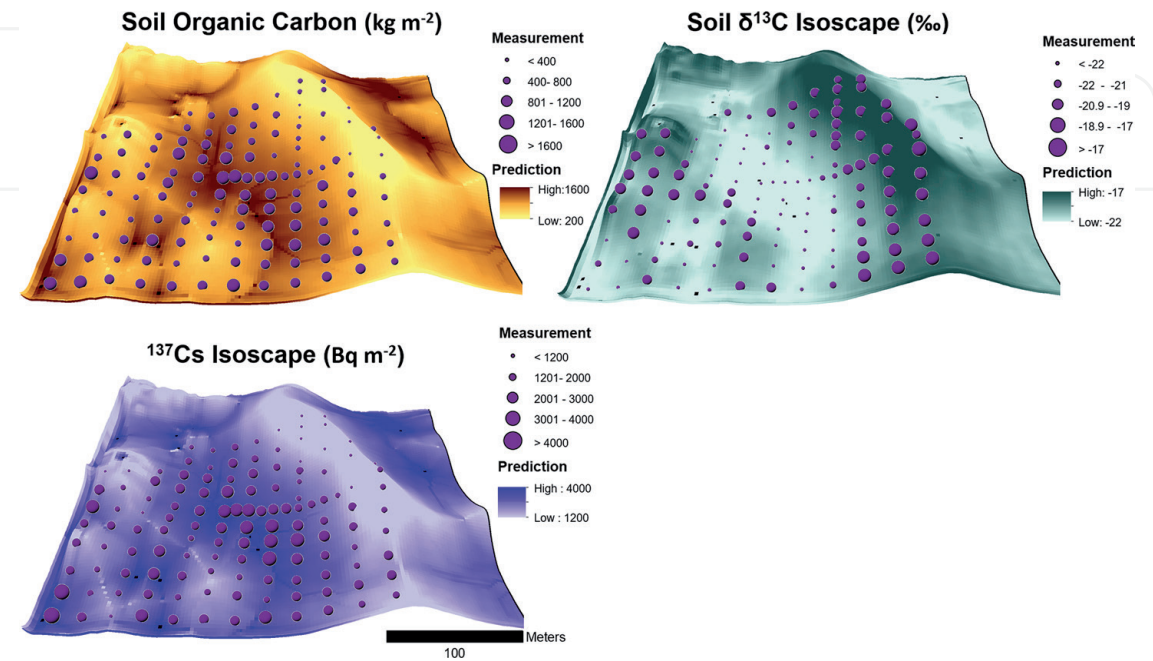 Soil Organic Carbon (kg m-2)
Measurement
< 400
400- 800
801 - 1200
1201- 1600
> 1600
Prediction
High:1600
Low: 200
Soil δ13C Isoscape (‰)
Measurement
< -22
-22 - -21
-20.9 - -19
-18.9 - -17
> -17
Prediction
High: -17
Low: -22
137Cs Isoscape (Bq m-2)
Measurement
< 1200
1201- 2000
2001 - 3000
3001 - 4000
> 4000
Prediction
High : 4000
Low : 1200
Meters
100